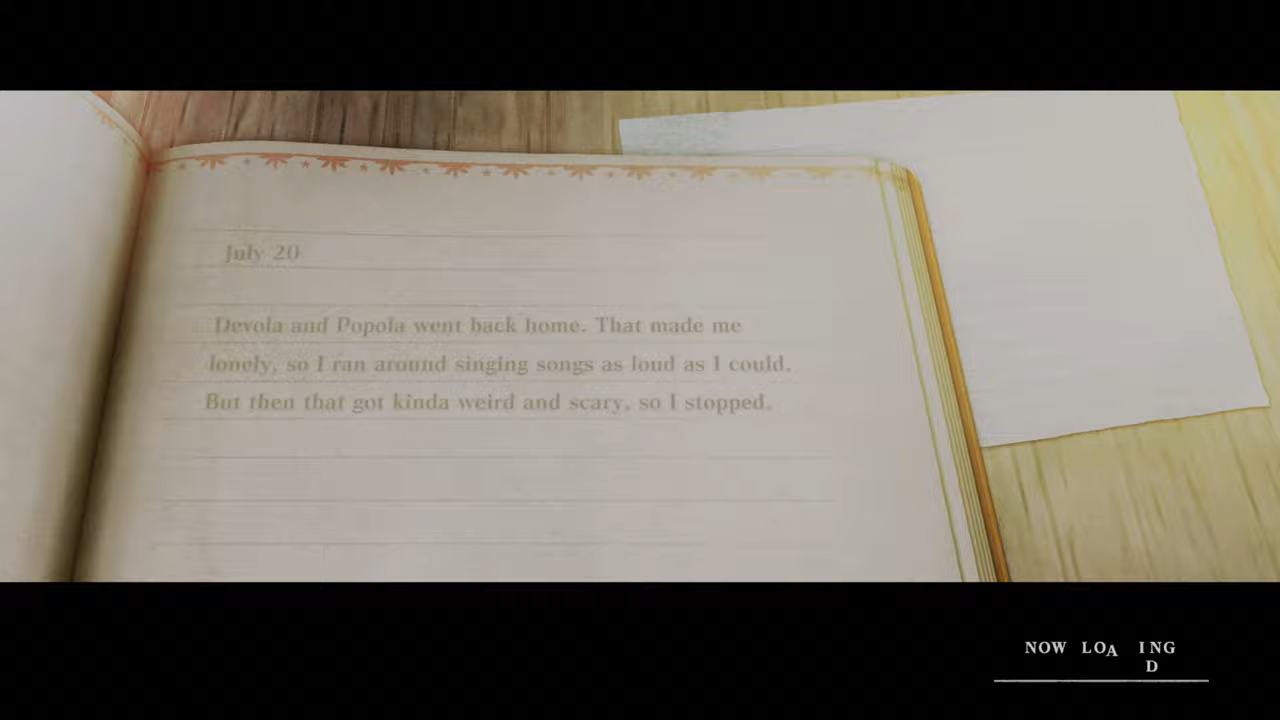 July 20
Devola and Popola went back home. That made me
lonely, so I ran around singing songs as loud as I could.
But then that got kinda weird and scary, so I stopped.
NOW LOADING